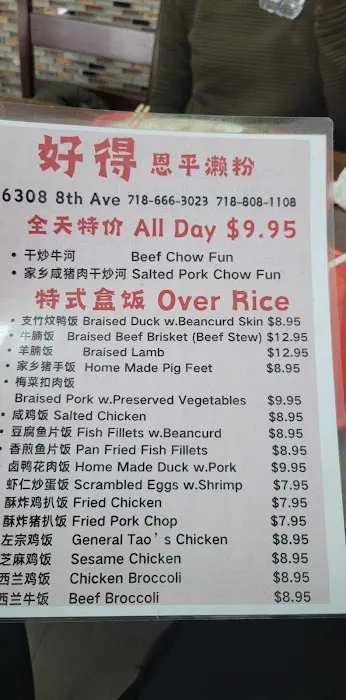 好得 恩平濑粉
6308 8th Ave 718-666-3023 718-808-1108
全天特价 All Day $9.95
• 干炒牛河 Beef Chow Fun
• 家乡咸猪肉干炒河 Salted Pork Chow Fun
特式盒饭 Over Rice
• 支竹炆鸭饭 Braised Duck w.Beancurd Skin $8.95
• 牛腩饭 Braised Beef Brisket (Beef Stew) $12.95
• 羊腩饭 Braised Lamb $12.95
• 家乡猪手饭 Home Made Pig Feet $8.95
• 梅菜扣肉饭
Braised Pork w.Preserved Vegetables $9.95
• 咸鸡饭 Salted Chicken $8.95
• 豆腐鱼片饭 Fish Fillets w.Beancurd $8.95
• 香煎鱼片饭 Pan Fried Fish Fillets $8.95
• 卤鸭花肉饭 Home Made Duck w.Pork $9.95
虾仁炒蛋饭 Scrambled Eggs w.Shrimp $7.95
酥炸鸡扒饭 Fried Chicken $7.95
酥炸猪扒饭 Fried Pork Chop $7.95
左宗鸡饭 General Tao's Chicken $8.95
芝麻鸡饭 Sesame Chicken $8.95
西兰鸡饭 Chicken Broccoli $8.95
西兰牛饭 Beef Broccoli $8.95